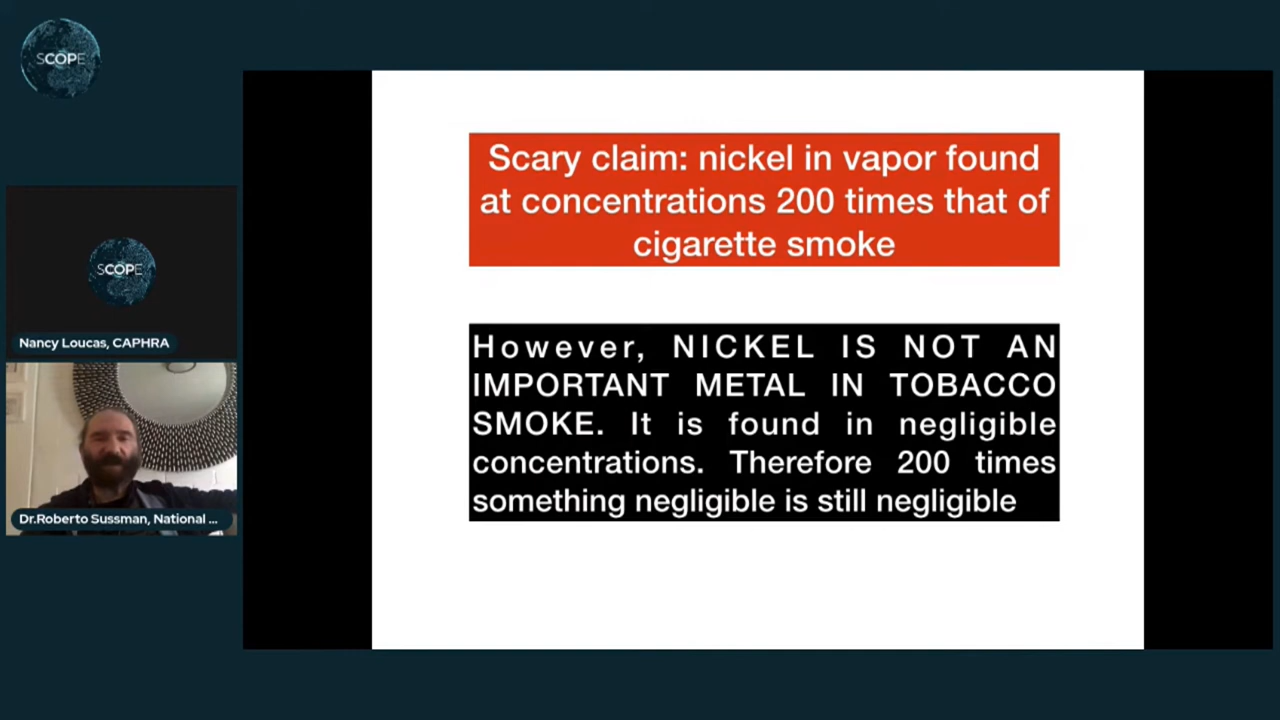 SCOPE
Scary claim: nickel in vapor found
at concentrations 200 times that of
cigarette smoke
SCOPE
Nancy Loucas, CAPHRA
However, NICKEL IS NOT AN
IMPORTANT METAL IN TOBACCO
SMOKE. It is found in negligible
concentrations. Therefore 200 times
something negligible is still negligible
Dr.Roberto Sussman, National ...